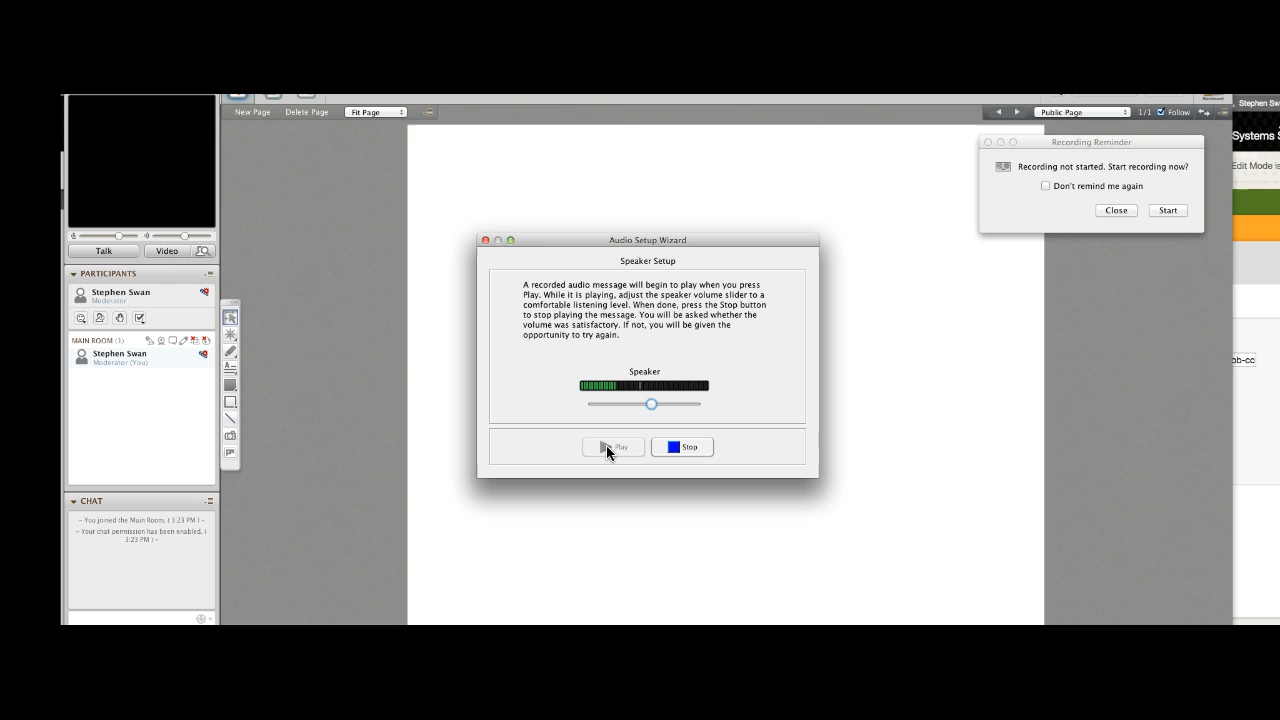 New Page Delete Page Fit Page Public Page 1/1 Follow
Stephen Swan
Recording Reminder
Recording not started. Start recording now?
Don't remind me again
Close Start
Edit Mode is
Talk Video
PARTICIPANTS
Stephen Swan
Moderator
MAIN ROOM (1)
Stephen Swan
Moderator (You)
Audio Setup Wizard
Speaker Setup
A recorded audio message will begin to play when you press
Play. While it is playing, adjust the speaker volume slider to a
comfortable listening level. When done, press the Stop button
to stop playing the message. You will be asked whether the
volume was satisfactory. If not, you will be given the
opportunity to try again.
Speaker
Play Stop
CHAT
– You joined the Main Room. ( 3:23 PM ) –
– Your chat permission has been enabled. (
3:23 PM ) –